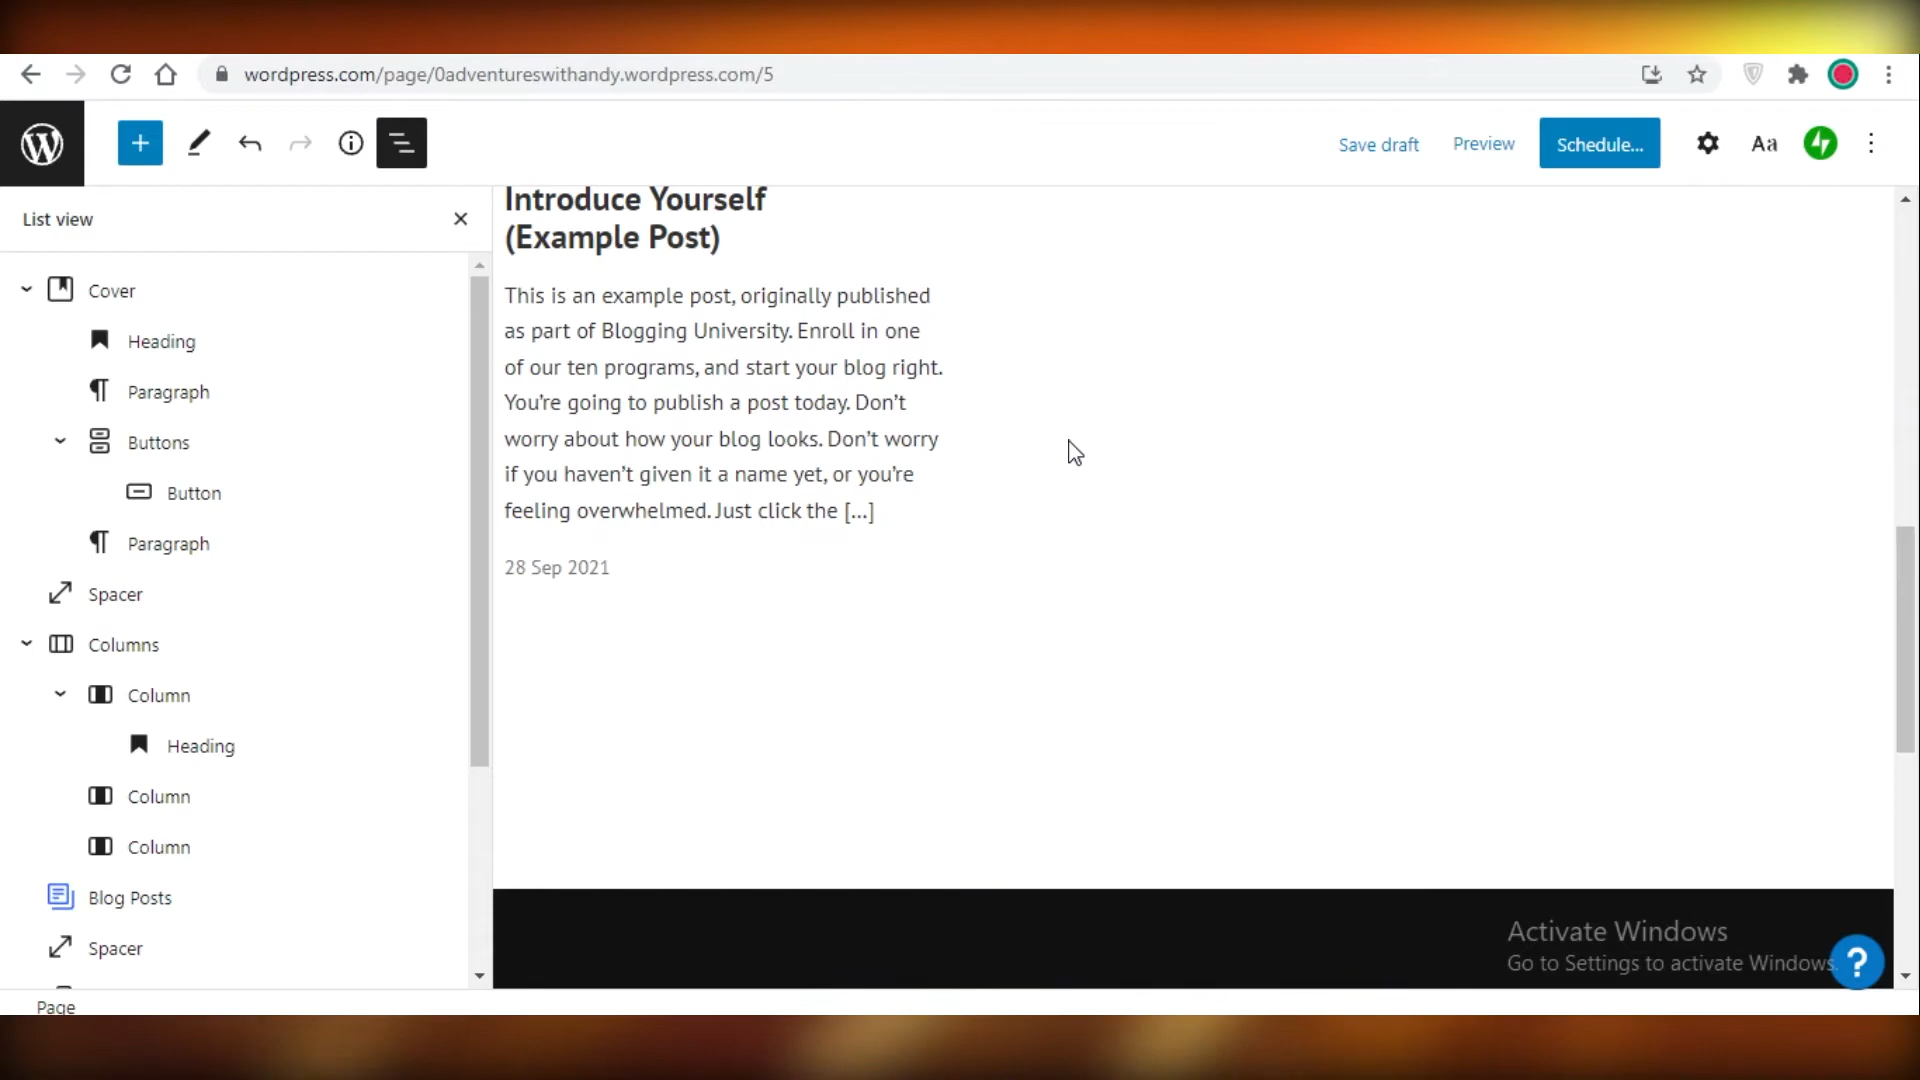 wordpress.com/page/0adventureswithandy.wordpress.com/5
Save draft
Preview
Schedule...
Aa
List view
Cover
Heading
Paragraph
Buttons
Button
Paragraph
Spacer
Columns
Column
Heading
Column
Column
Blog Posts
Spacer
Page
Introduce Yourself
(Example Post)
This is an example post, originally published
as part of Blogging University. Enroll in one
of our ten programs, and start your blog right.
You’re going to publish a post today. Don’t
worry about how your blog looks. Don’t worry
if you haven’t given it a name yet, or you’re
feeling overwhelmed. Just click the […]
28 Sep 2021
Activate Windows
Go to Settings to activate Windows.